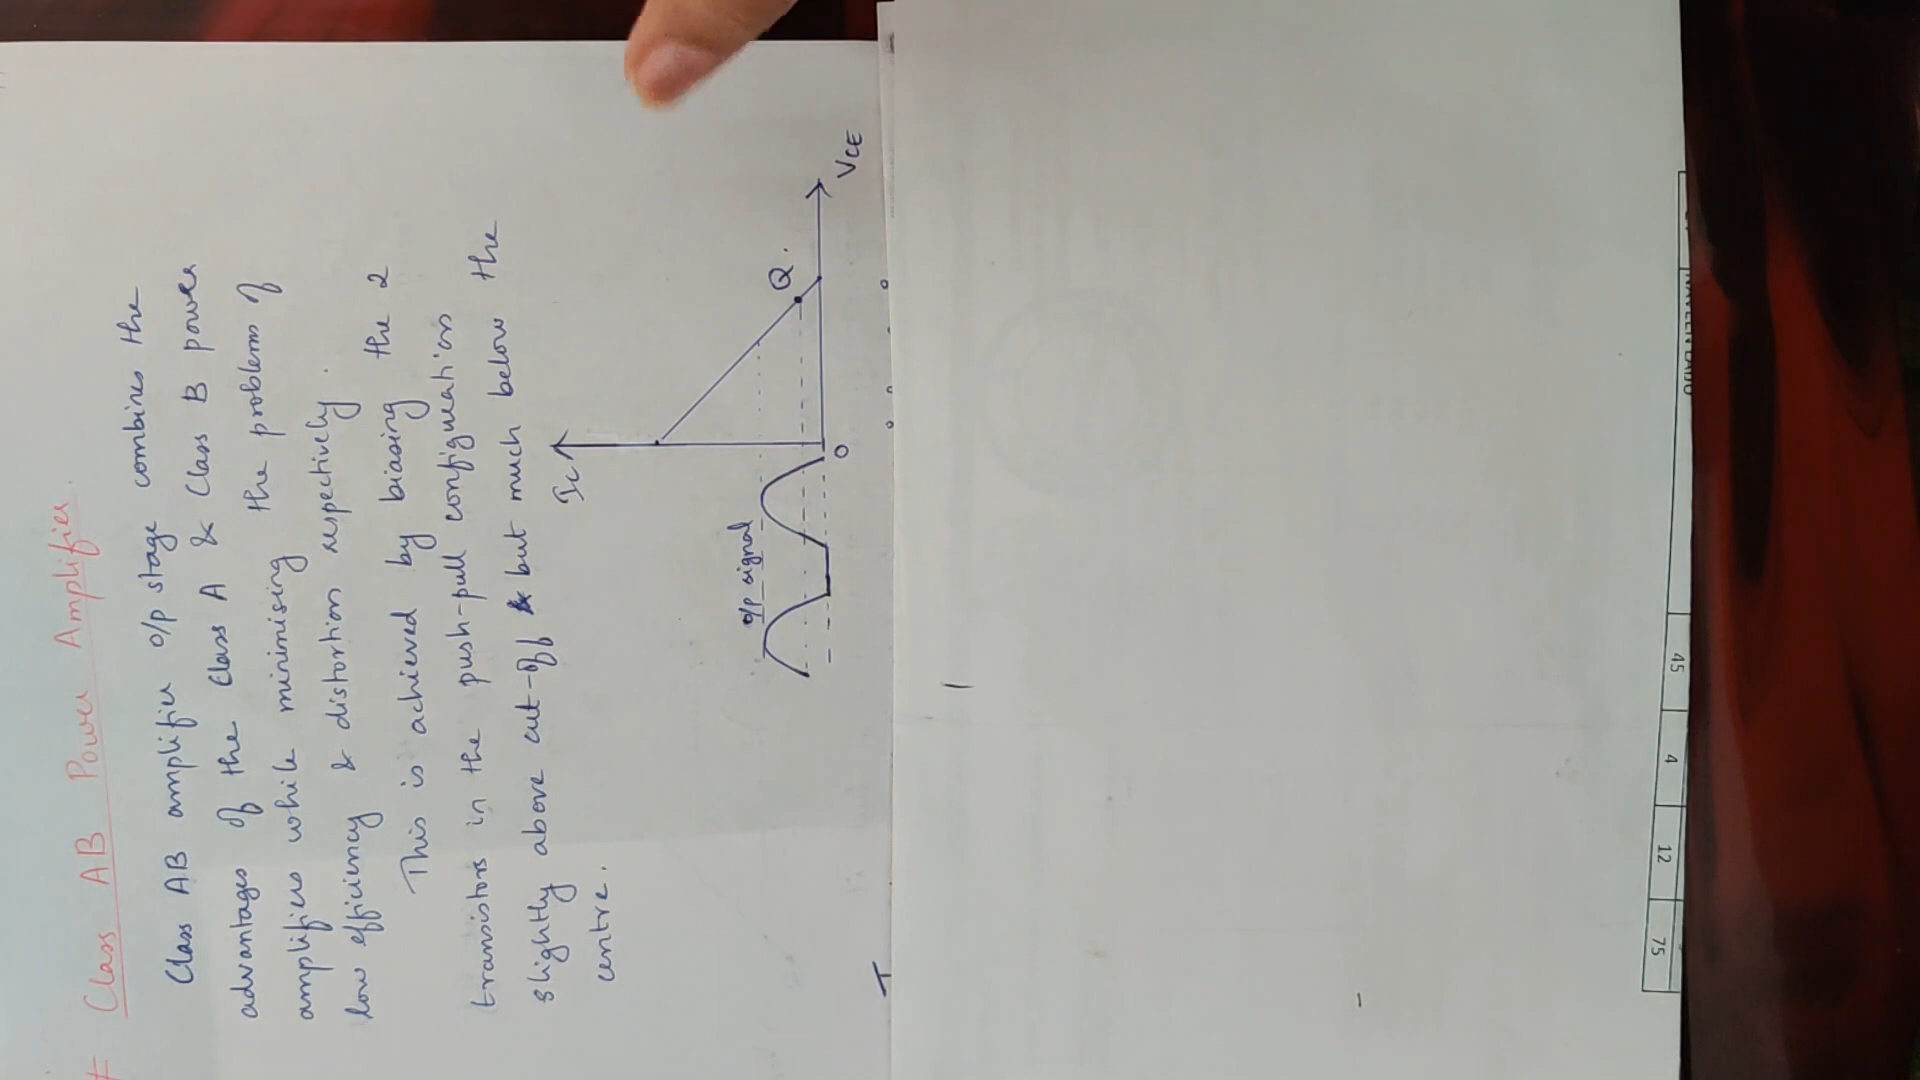 # Class AB Power Amplifier.
Class AB amplifier o/p stage combines the
advantages of the Class A & Class B power
amplifiers while minimising the problems of
low efficiency & distortion respectively.
This is achieved by biasing the 2
transistors in the push-pull configurations
slightly above cut-off but much below the
centre.
Ic
o/p signal
Q.
O
VCE
45
4
12
75